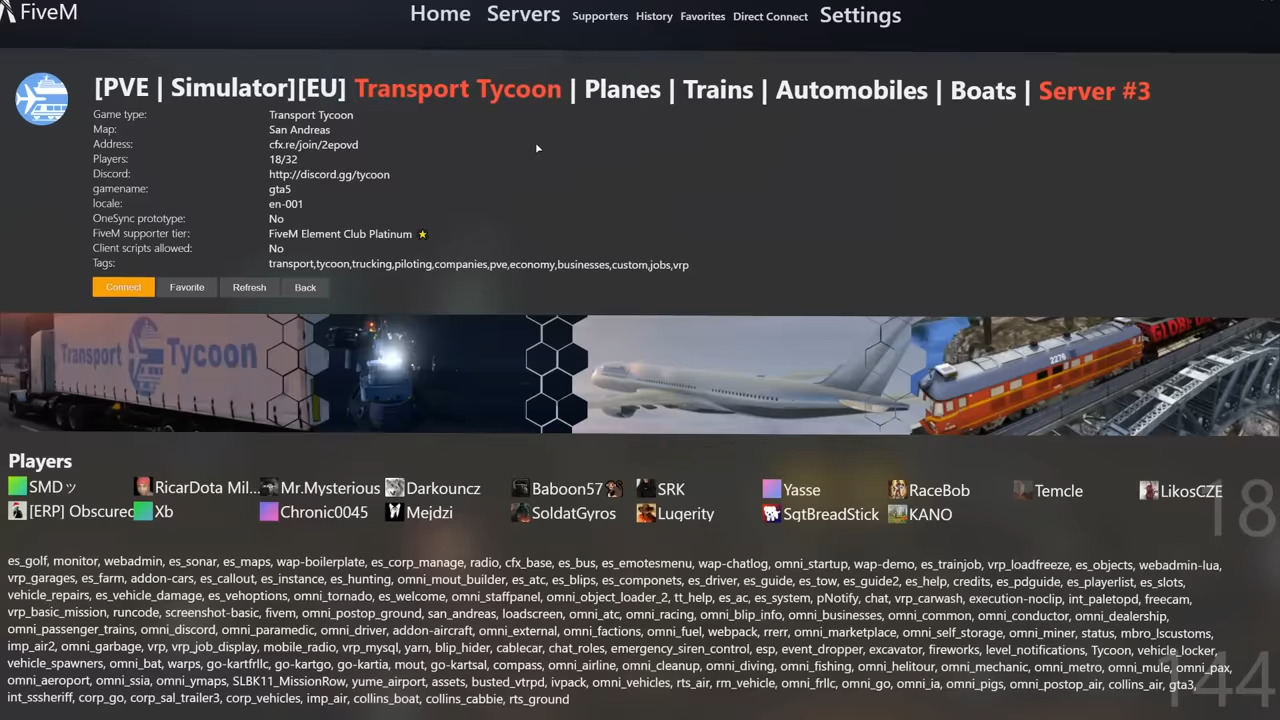 FiveM
Home Servers Supporters History Favorites Direct Connect Settings
[PVE | Simulator][EU] Transport Tycoon | Planes | Trains | Automobiles | Boats | Server #3
Game type: Transport Tycoon
Map: San Andreas
Address: cfx.re/join/2epovd
Players: 18/32
Discord: http://discord.gg/tycoon
gamename: gta5
locale: en-001
OneSync prototype: No
FiveM supporter tier: FiveM Element Club Platinum
Client scripts allowed: No
Tags: transport,tycoon,trucking,piloting,companies,pve,economy,businesses,custom,jobs,vrp
Connect Favorite Refresh Back
Transport Tycoon
2276
Players
SMDッ RicarDota Mil... Mr.Mysterious Darkouncz Baboon57 SRK Yasse RaceBob Temcle LikosCZE
[ERP] Obscured Xb Chronic0045 Mejdzi SoldatGyros Lugerity SgtBreadStick KANO
18
es_golf, monitor, webadmin, es_sonar, es_maps, wap-boilerplate, es_corp_manage, radio, cfx_base, es_bus, es_emotesmenu, wap-chatlog, omni_startup, wap-demo, es_trainjob, vrp_loadfreeze, es_objects, webadmin-lua,
vrp_garages, es_farm, addon-cars, es_callout, es_instance, es_hunting, omni_mout_builder, es_atc, es_blips, es_componets, es_driver, es_guide, es_tow, es_guide2, es_help, credits, es_pdguide, es_playerlist, es_slots,
vehicle_repairs, es_vehicle_damage, es_vehoptions, omni_tornado, es_welcome, omni_staffpanel, omni_object_loader_2, tt_help, es_ac, es_system, pNotify, chat, vrp_carwash, execution-noclip, int_paletopd, freecam,
vrp_basic_mission, runcode, screenshot-basic, fivem, omni_postop_ground, san_andreas, loadscreen, omni_atc, omni_racing, omni_blip_info, omni_businesses, omni_common, omni_conductor, omni_dealership,
omni_passenger_trains, omni_discord, omni_paramedic, omni_driver, addon-aircraft, omni_external, omni_factions, omni_fuel, webpack, rrerr, omni_marketplace, omni_self_storage, omni_miner, status, mbro_lscustoms,
imp_air2, omni_garbage, vrp, vrp_job_display, mobile_radio, vrp_mysql, yarn, blip_hider, cablecar, chat_roles, emergency_siren_control, esp, event_dropper, excavator, fireworks, level_notifications, Tycoon, vehicle_locker,
vehicle_spawners, omni_bat, warps, go-kartfrllc, go-kartgo, go-kartia, mout, go-kartsal, compass, omni_airline, omni_cleanup, omni_diving, omni_fishing, omni_helitour, omni_mechanic, omni_metro, omni_mule, omni_pax,
omni_aeroport, omni_ssia, omni_ymaps, SLBK11_MissionRow, yume_airport, assets, busted_vtrpd, ivpack, omni_vehicles, rts_air, rm_vehicle, omni_frllc, omni_go, omni_ia, omni_pigs, omni_postop_air, collins_air, gta3,
int_sssheriff, corp_go, corp_sal_trailer3, corp_vehicles, imp_air, collins_boat, collins_cabbie, rts_ground
144